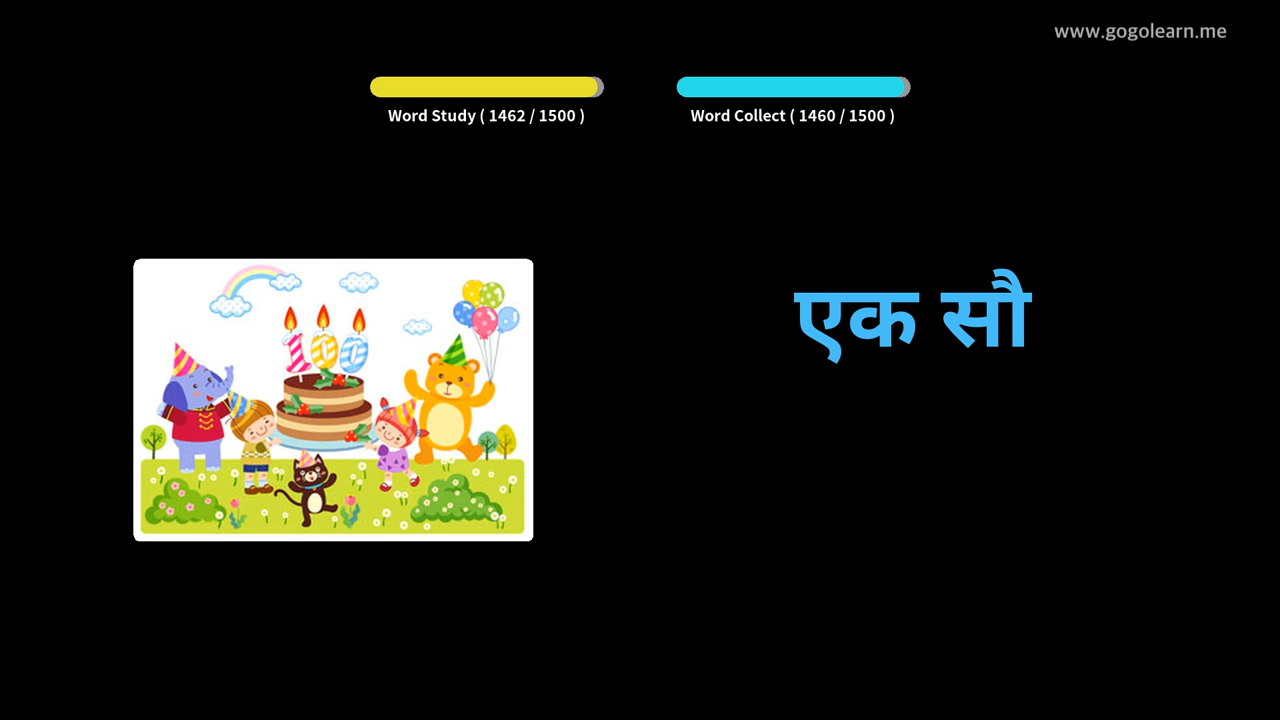 www.gogolearn.me
Word Study ( 1462 / 1500 )
Word Collect ( 1460 / 1500 )
एक सौ
100